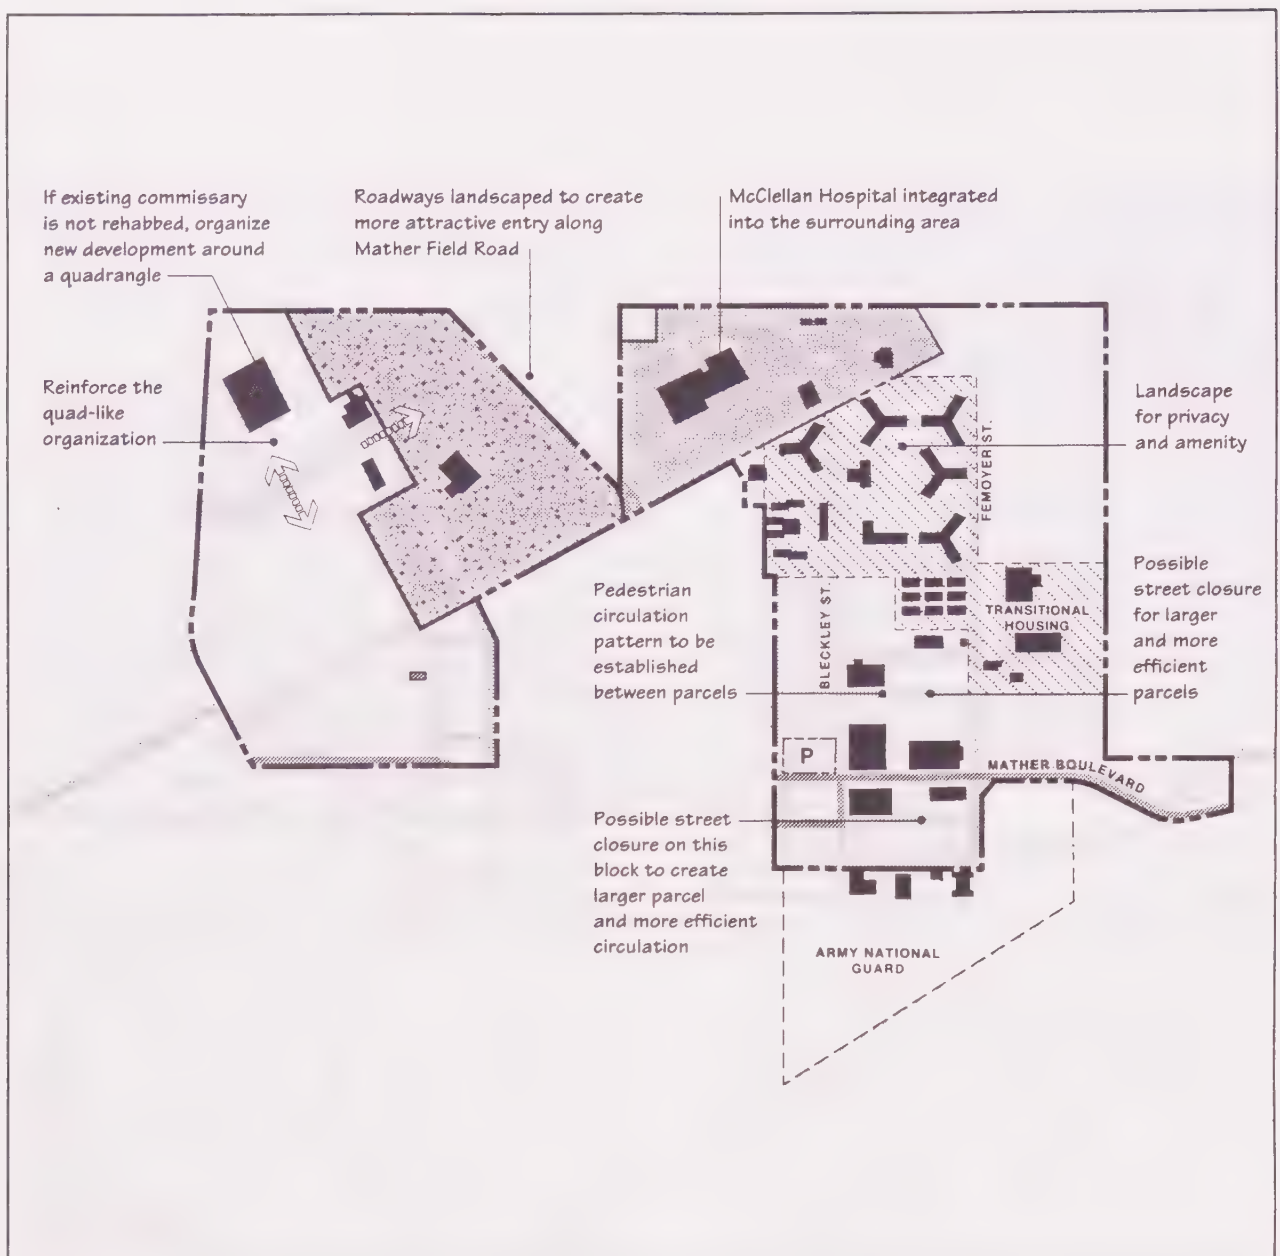 If existing commissary
is not rehabbed, organize
new development around
a quadrangle
Roadways landscaped to create
more attractive entry along
Mather Field Road
McClellan Hospital integrated
into the surrounding area
Reinforce the
quad-like
organization
Landscape
for privacy
and amenity
FEMOYER ST.
Possible
street closure
for larger
and more
efficient
parcels
Pedestrian
circulation
pattern to be
established
between parcels
BLECKLEY ST.
TRANSITIONAL
HOUSING
P
MATHER BOULEVARD
Possible street
closure on this
block to create
larger parcel
and more efficient
circulation
ARMY NATIONAL
GUARD